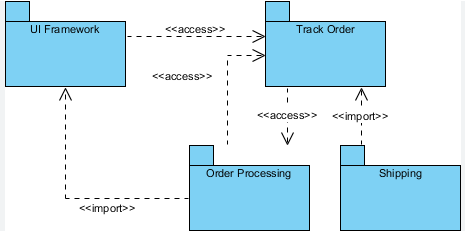 UI Framework
<<access>>
Track Order
<<access>>
<<access>>
<<import>>
Order Processing
Shipping
<<import>>